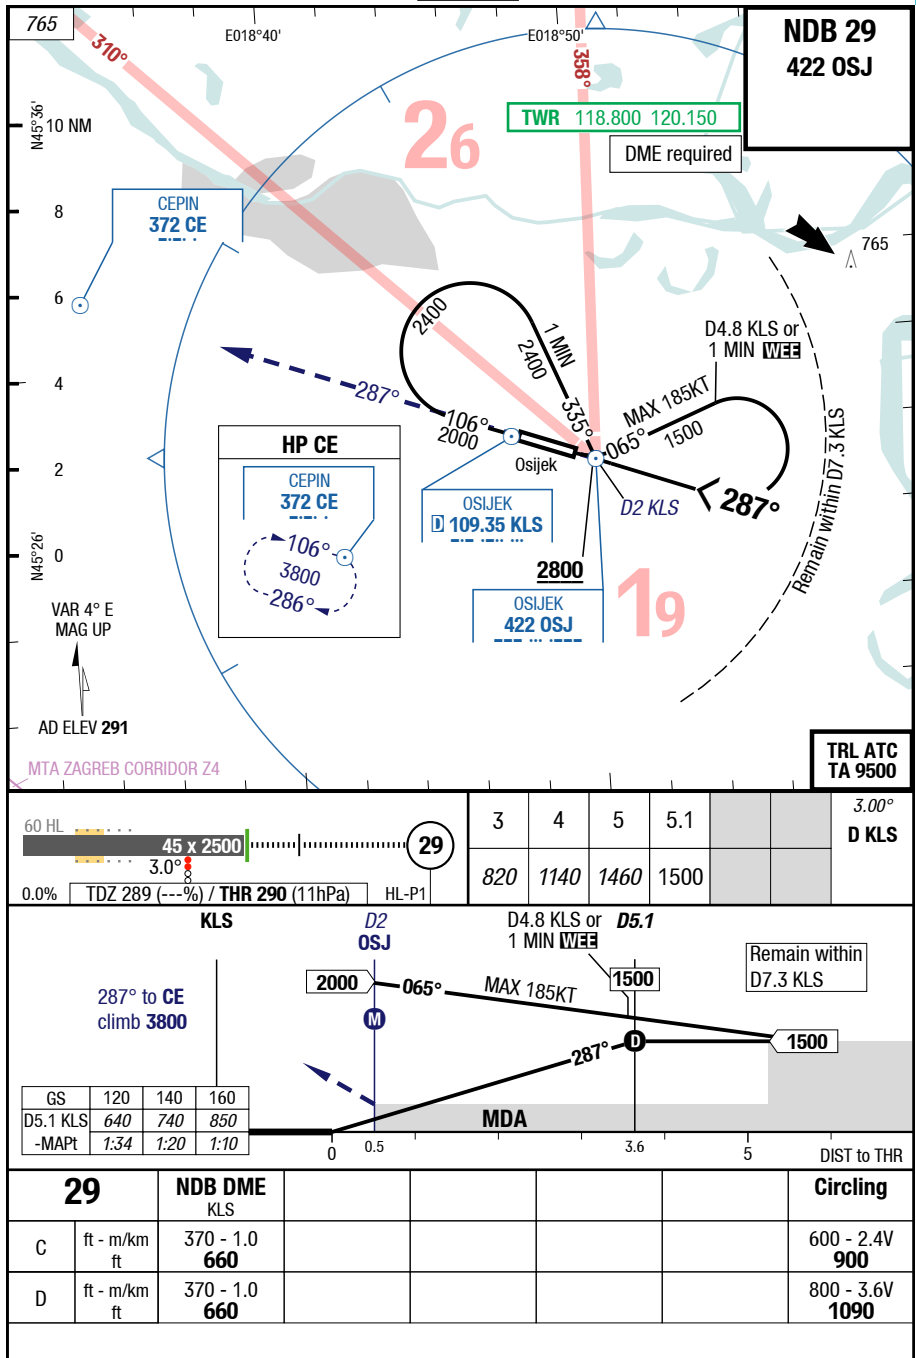 765
NDB 29
422 OSJ
310°
E018°40'
E018°50'
358°
N45°36'
10 NM
26
TWR 118.800 120.150
DME required
CEPIN
372 CE
8
765
6
2400
1 MIN
2400
335°
D4.8 KLS or
1 MIN WEE
MAX 185KT
065°
1500
4
287°
106°
2000
Osijek
HP CE
CEPIN
372 CE
106°
3800
286°
2
OSIJEK
D 109.35 KLS
D2 KLS
287°
Remain within D7.3 KLS
N45°26'
0
2800
OSIJEK
422 OSJ
19
VAR 4° E
MAG UP
AD ELEV 291
MTA ZAGREB CORRIDOR Z4
TRL ATC
TA 9500
60 HL
45 x 2500
29
3.0°
0.0%
TDZ 289 (---%) / THR 290 (11hPa)
HL-P1
3 4 5 5.1
3.00°
D KLS
820 1140 1460 1500
KLS
D2
OSJ
D4.8 KLS or
1 MIN WEE
D5.1
Remain within
D7.3 KLS
2000
065°
MAX 185KT
1500
287° to CE
climb 3800
M
D
287°
1500
GS 120 140 160
D5.1 KLS 640 740 850
-MAPt 1:34 1:20 1:10
MDA
0 0.5 3.6 5 DIST to THR
29 NDB DME Circling
KLS
C ft - m/km 370 - 1.0 600 - 2.4V
ft 660 900
D ft - m/km 370 - 1.0 800 - 3.6V
ft 660 1090